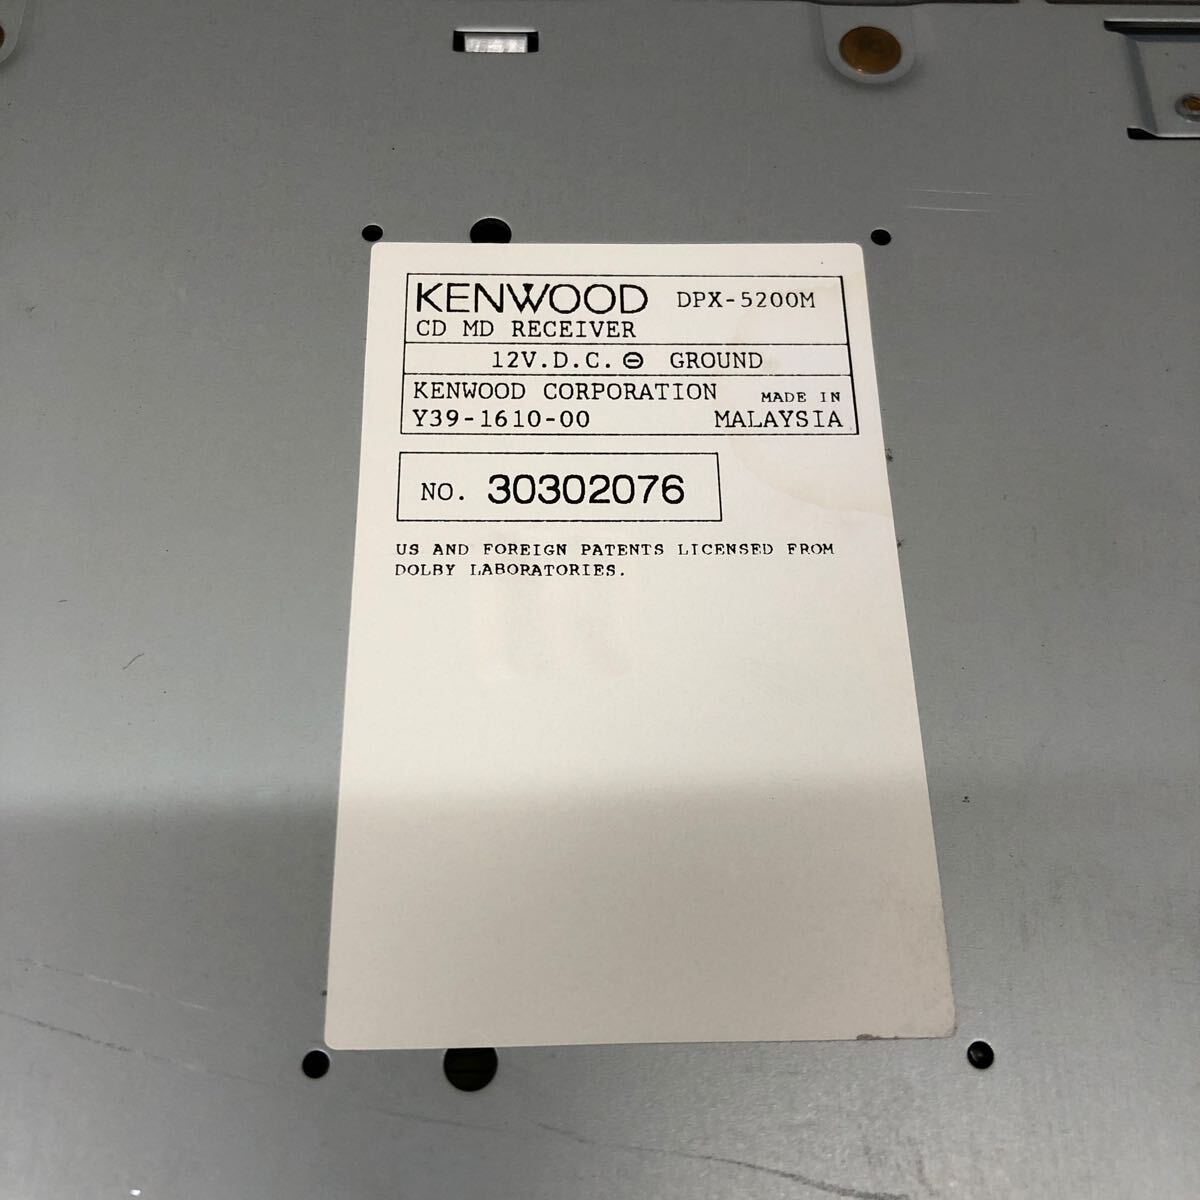 KENWOOD DPX-5200M
CD MD RECEIVER
12V.D.C. ⊖ GROUND
KENWOOD CORPORATION MADE IN
Y39-1610-00 MALAYSIA
NO. 30302076
US AND FOREIGN PATENTS LICENSED FROM
DOLBY LABORATORIES.